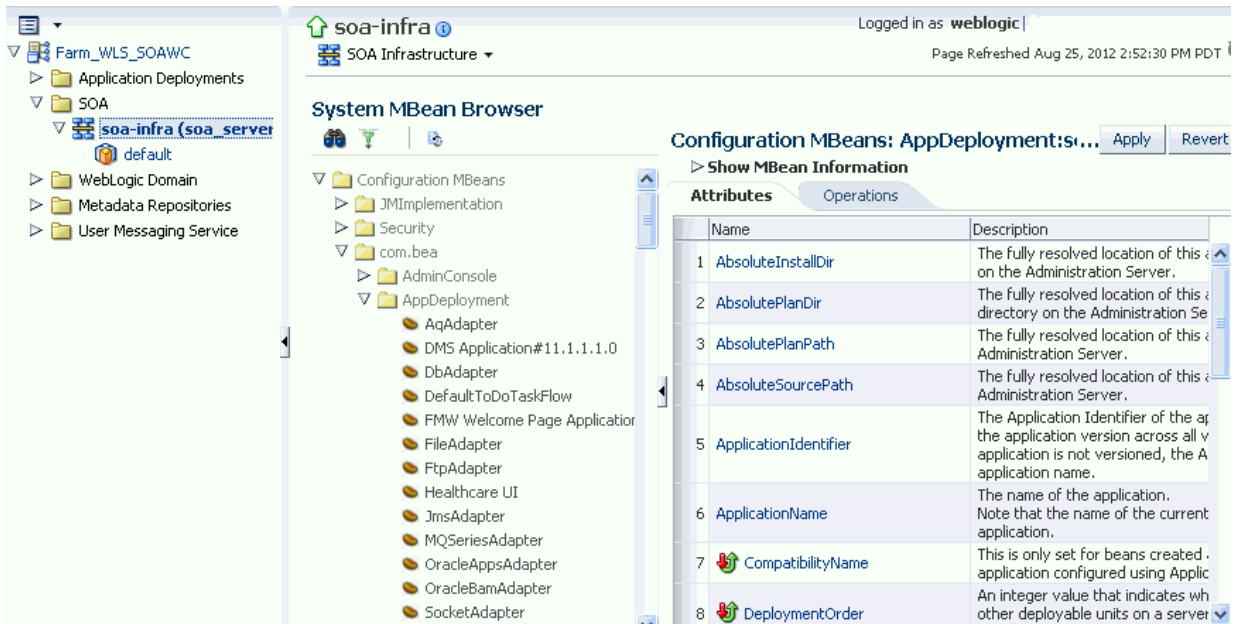 soa-infra
Logged in as weblogic
SOA Infrastructure
Page Refreshed Aug 25, 2012 2:52:30 PM PDT
Farm_WLS_SOAWC
Application Deployments
SOA
soa-infra (soa_server
default
WebLogic Domain
Metadata Repositories
User Messaging Service
System MBean Browser
Configuration MBeans
JMImplementation
Security
com.bea
AdminConsole
AppDeployment
AqAdapter
DMS Application#11.1.1.1.0
DbAdapter
DefaultToDoTaskFlow
FMW Welcome Page Application
FileAdapter
FtpAdapter
Healthcare UI
JmsAdapter
MQSeriesAdapter
OracleAppsAdapter
OracleBamAdapter
SocketAdapter
Configuration MBeans: AppDeployment:s...
Apply
Revert
Show MBean Information
Attributes
Operations
Name
Description
1 AbsoluteInstallDir
The fully resolved location of this
on the Administration Server.
2 AbsolutePlanDir
The fully resolved location of this
directory on the Administration Se
3 AbsolutePlanPath
The fully resolved location of this
Administration Server.
4 AbsoluteSourcePath
The fully resolved location of this
Administration Server.
5 ApplicationIdentifier
The Application Identifier of the
the application version across all
application is not versioned, the A
application name.
6 ApplicationName
The name of the application.
Note that the name of the current
application.
7 CompatibilityName
This is only set for beans created
application configured using Applic
8 DeploymentOrder
An integer value that indicates wh
other deployable units on a server